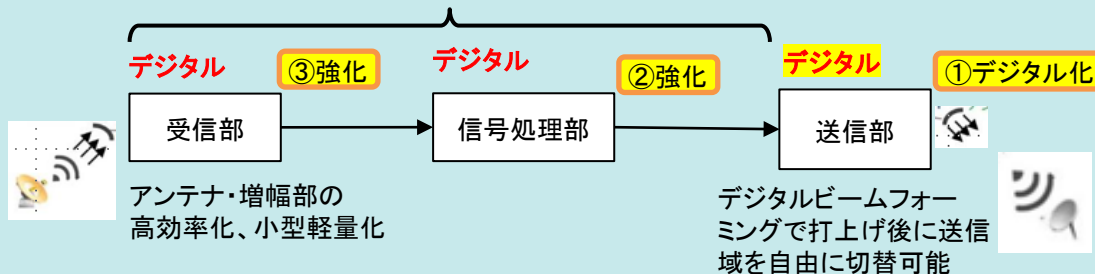 デジタル
③強化
デジタル
②強化
デジタル
①デジタル化
受信部
信号処理部
送信部
アンテナ・増幅部の
高効率化、小型軽量化
デジタルビームフォー
ミングで打上げ後に送信
域を自由に切替可能